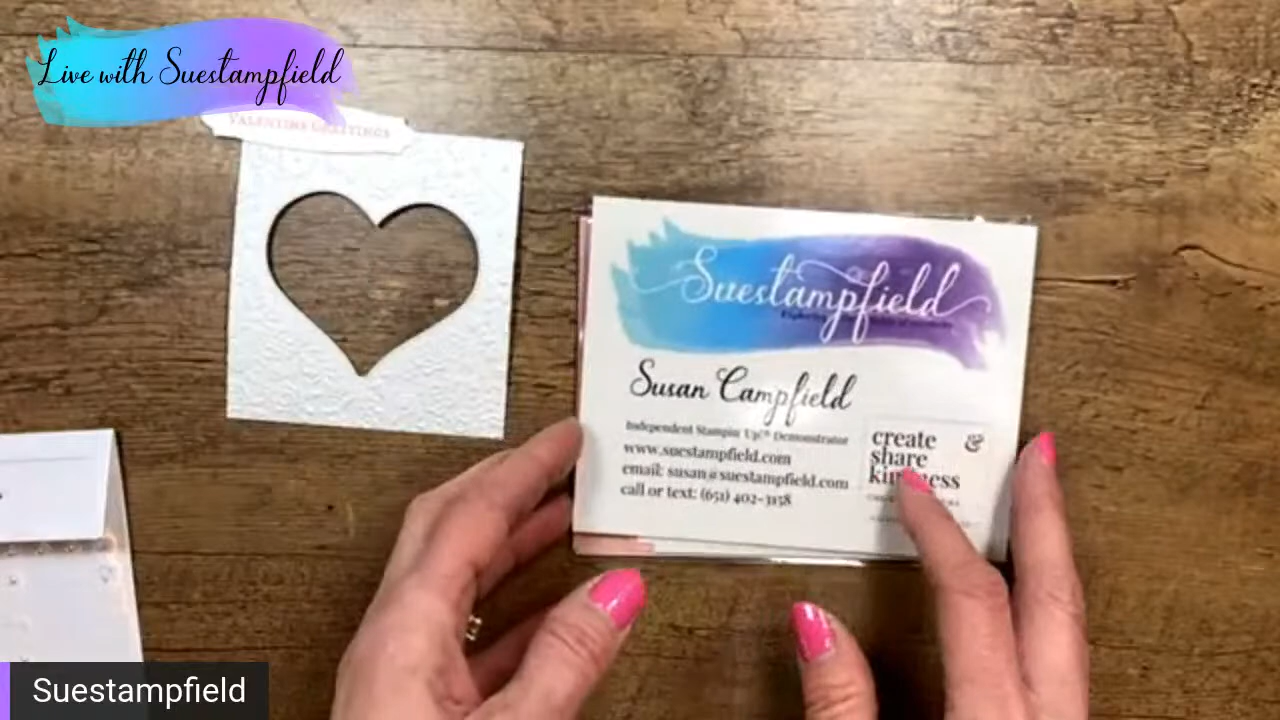 Live with Suestampfield
VALENTINE GREETINGS
Suestampfield
Susan Campfield
Independent Stampin' Up!® Demonstrator
www.suestampfield.com
email: susan@suestampfield.com
call or text: (651) 402-3158
create &
share
kindness
Suestampfield